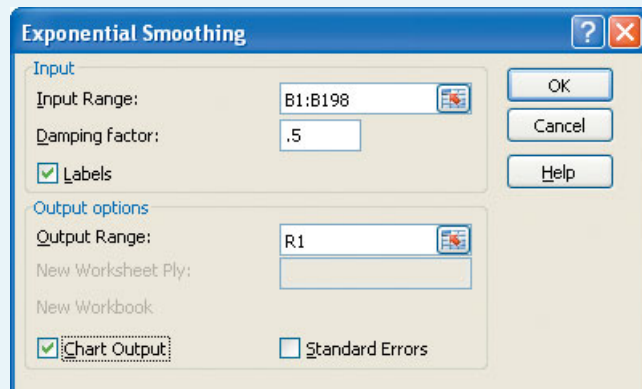 Exponential Smoothing
Input
Input Range: B1:B198
Damping factor: .5
Labels
OK
Cancel
Help
Output options
Output Range: R1
New Worksheet Ply:
New Workbook
Chart Output
Standard Errors